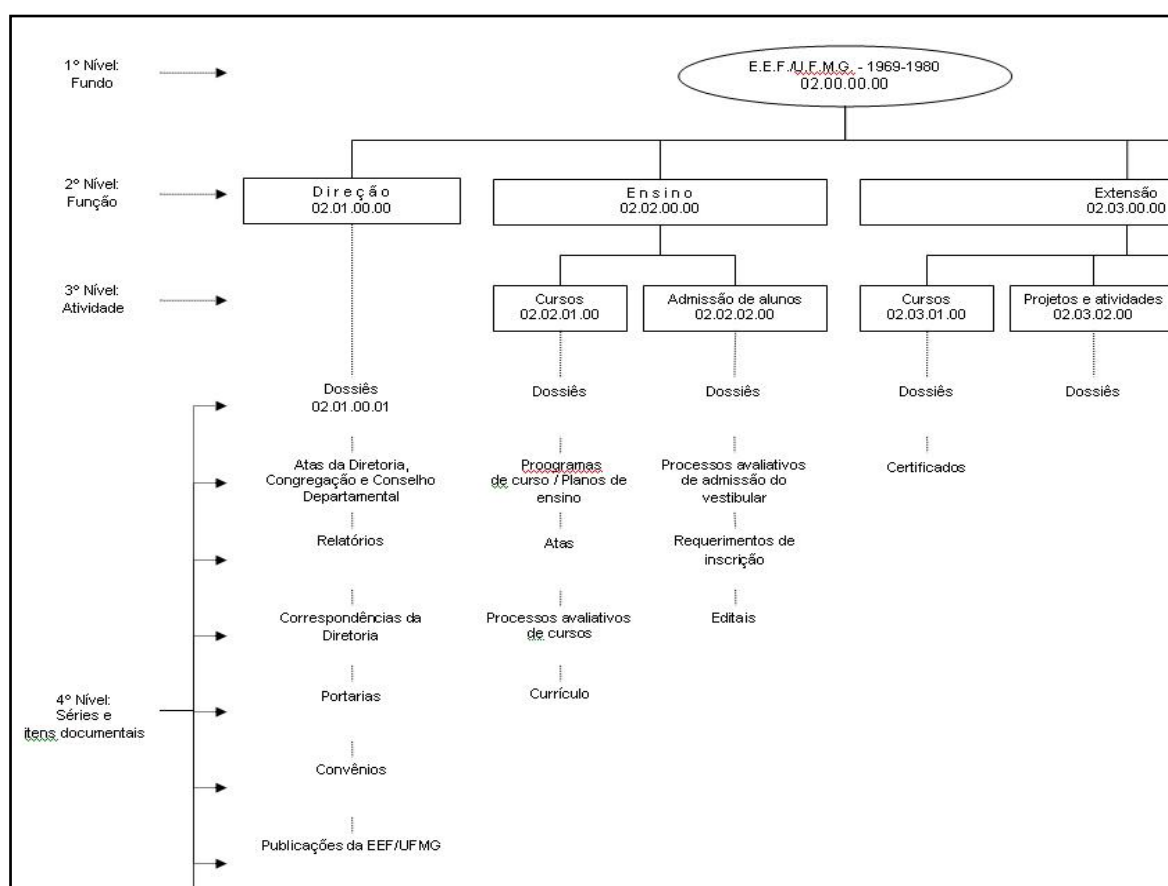 1º Nível:
Fundo
E.E.F./U.F.M.G. - 1969-1980
02.00.00.00
2º Nível:
Função
Direção
02.01.00.00
Ensino
02.02.00.00
Extensão
02.03.00.00
3º Nível:
Atividade
Cursos
02.02.01.00
Admissão de alunos
02.02.02.00
Cursos
02.03.01.00
Projetos e atividades
02.03.02.00
4º Nível:
Séries e
itens documentais
Dossiês
02.01.00.01
Atas da Diretoria,
Congregação e Conselho
Departamental
Relatórios
Correspondências da
Diretoria
Portarias
Convênios
Publicações da EEF/UFMG
Dossiês
Proogramas
de curso / Planos de
ensino
Atas
Processos avaliativos
de cursos
Currículo
Dossiês
Processos avaliativos
de admissão do
vestibular
Requerimentos de
inscrição
Editais
Dossiês
Certificados
Dossiês